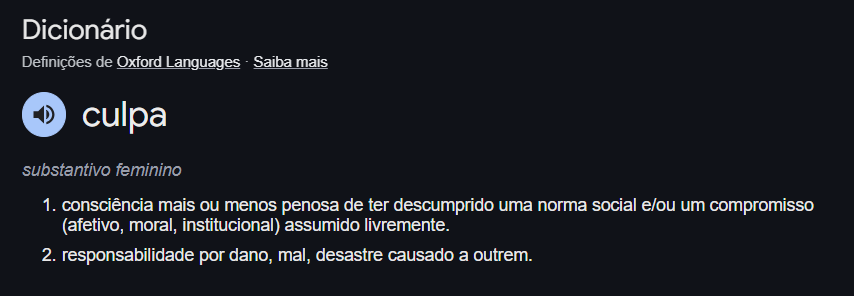 Dicionário
Definições de Oxford Languages · Saiba mais
culpa
substantivo feminino
1. consciência mais ou menos penosa de ter descumprido uma norma social e/ou um compromisso
(afetivo, moral, institucional) assumido livremente.
2. responsabilidade por dano, mal, desastre causado a outrem.